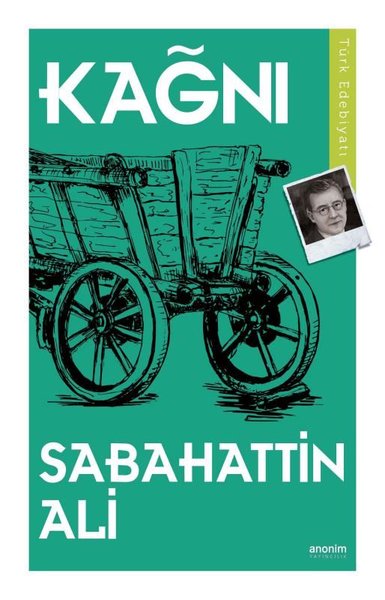 KAĞNI
Türk Edebiyatı
SABAHATTİN
ALİ
anonim
YAYINCILIK